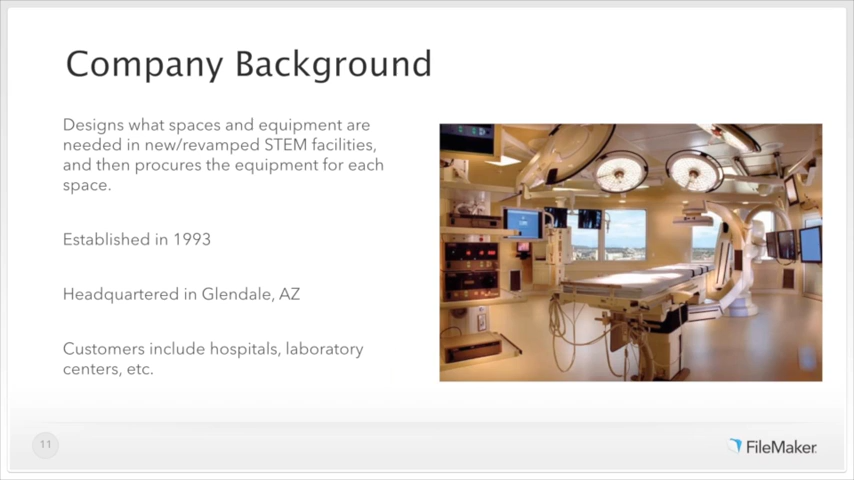 Company Background
Designs what spaces and equipment are
needed in new/revamped STEM facilities,
and then procures the equipment for each
space.
Established in 1993
Headquartered in Glendale, AZ
Customers include hospitals, laboratory
centers, etc.
11
FileMaker